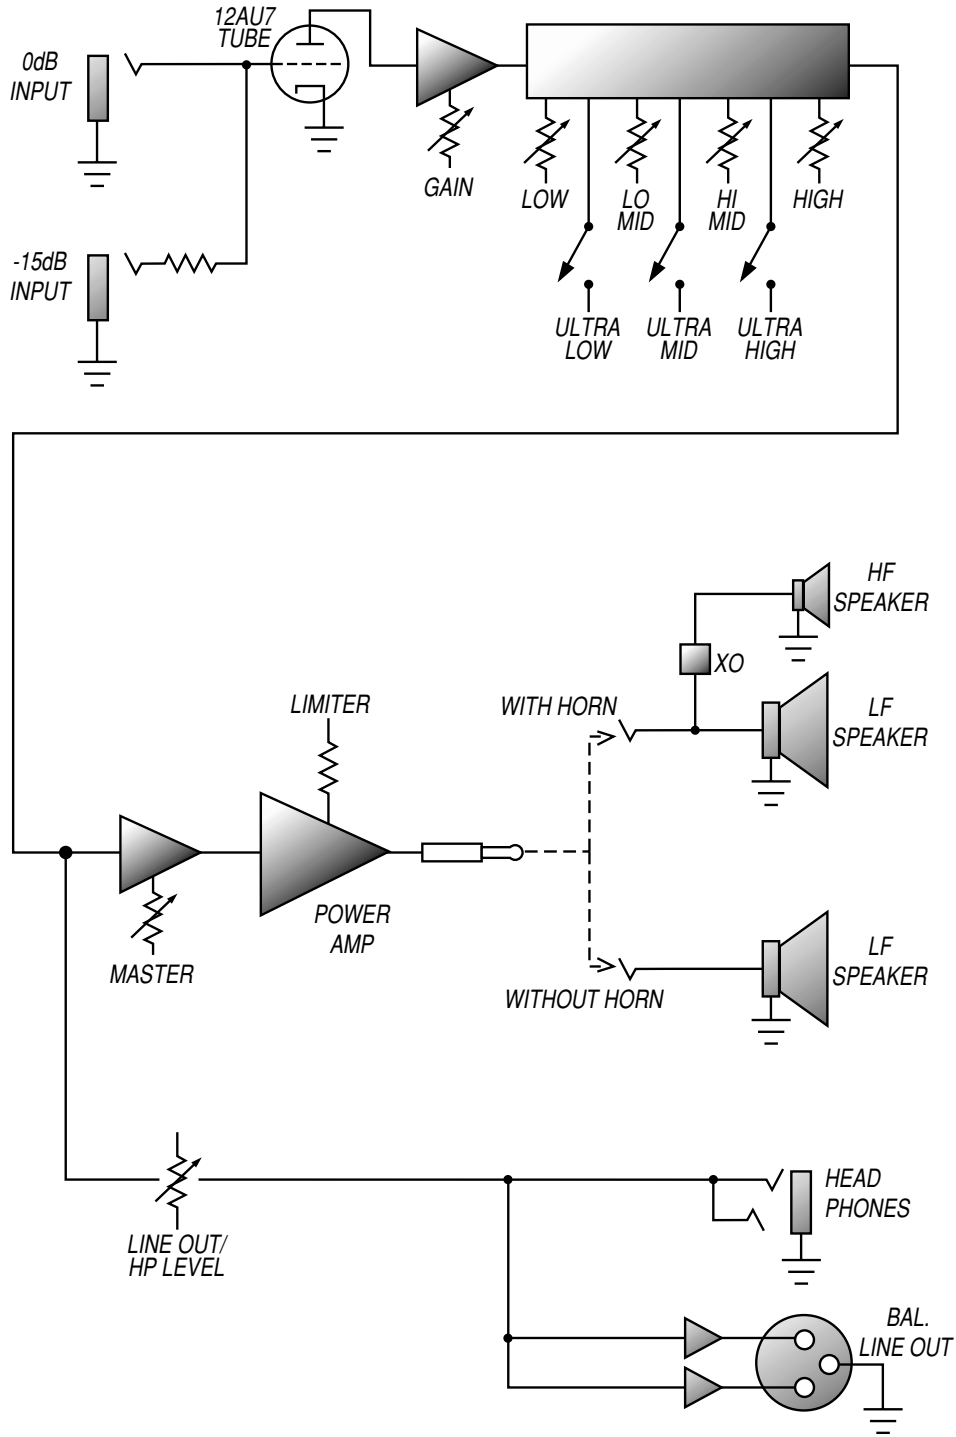 12AU7
TUBE
0dB
INPUT
-15dB
INPUT
GAIN
LOW
LO
MID
HI
MID
HIGH
ULTRA
LOW
ULTRA
MID
ULTRA
HIGH
HF
SPEAKER
XO
LIMITER
WITH HORN
LF
SPEAKER
POWER
AMP
MASTER
WITHOUT HORN
LF
SPEAKER
LINE OUT/
HP LEVEL
HEAD
PHONES
BAL.
LINE OUT